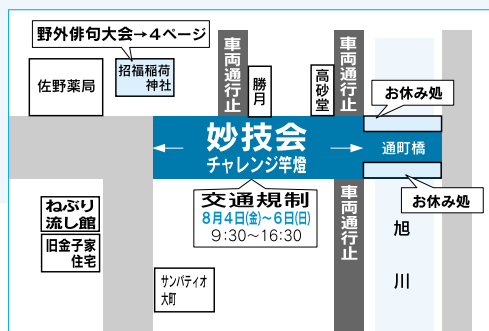 野外俳句大会→4ページ
佐野薬局
招福稲荷
神社
車両通行止
勝月
高砂堂
車両通行止
お休み処
妙技会
チャレンジ竿燈
通町橋
交通規制
8月4日(金)～6日(日)
9:30～16:30
お休み処
ねぶり
流し館
旧金子家
住宅
サンパティオ
大町
車両通行止
旭川